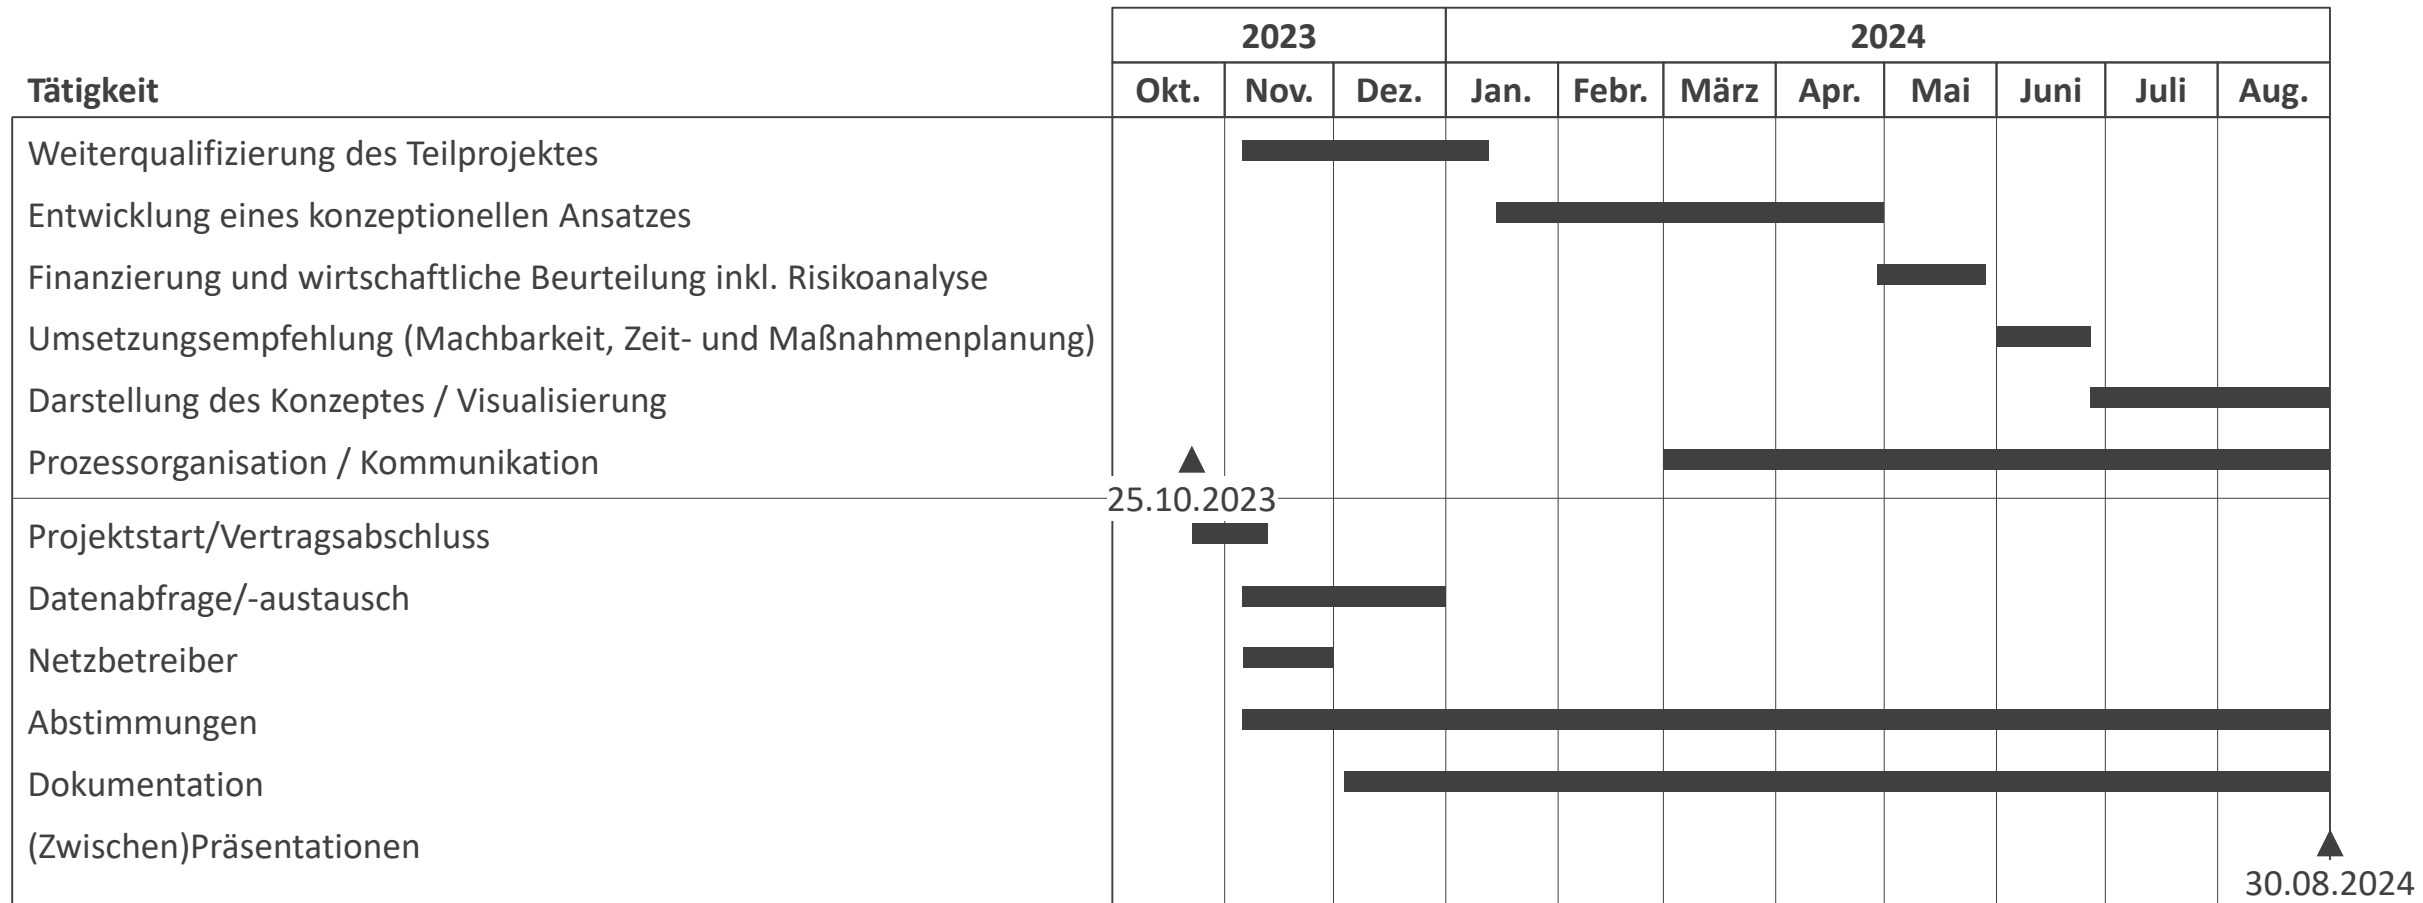 2023 2024
Tätigkeit Okt. Nov. Dez. Jan. Febr. März Apr. Mai Juni Juli Aug.
Weiterqualifizierung des Teilprojektes
Entwicklung eines konzeptionellen Ansatzes
Finanzierung und wirtschaftliche Beurteilung inkl. Risikoanalyse
Umsetzungsempfehlung (Machbarkeit, Zeit- und Maßnahmenplanung)
Darstellung des Konzeptes / Visualisierung
Prozessorganisation / Kommunikation
25.10.2023
Projektstart/Vertragsabschluss
Datenabfrage/-austausch
Netzbetreiber
Abstimmungen
Dokumentation
(Zwischen)Präsentationen
30.08.2024